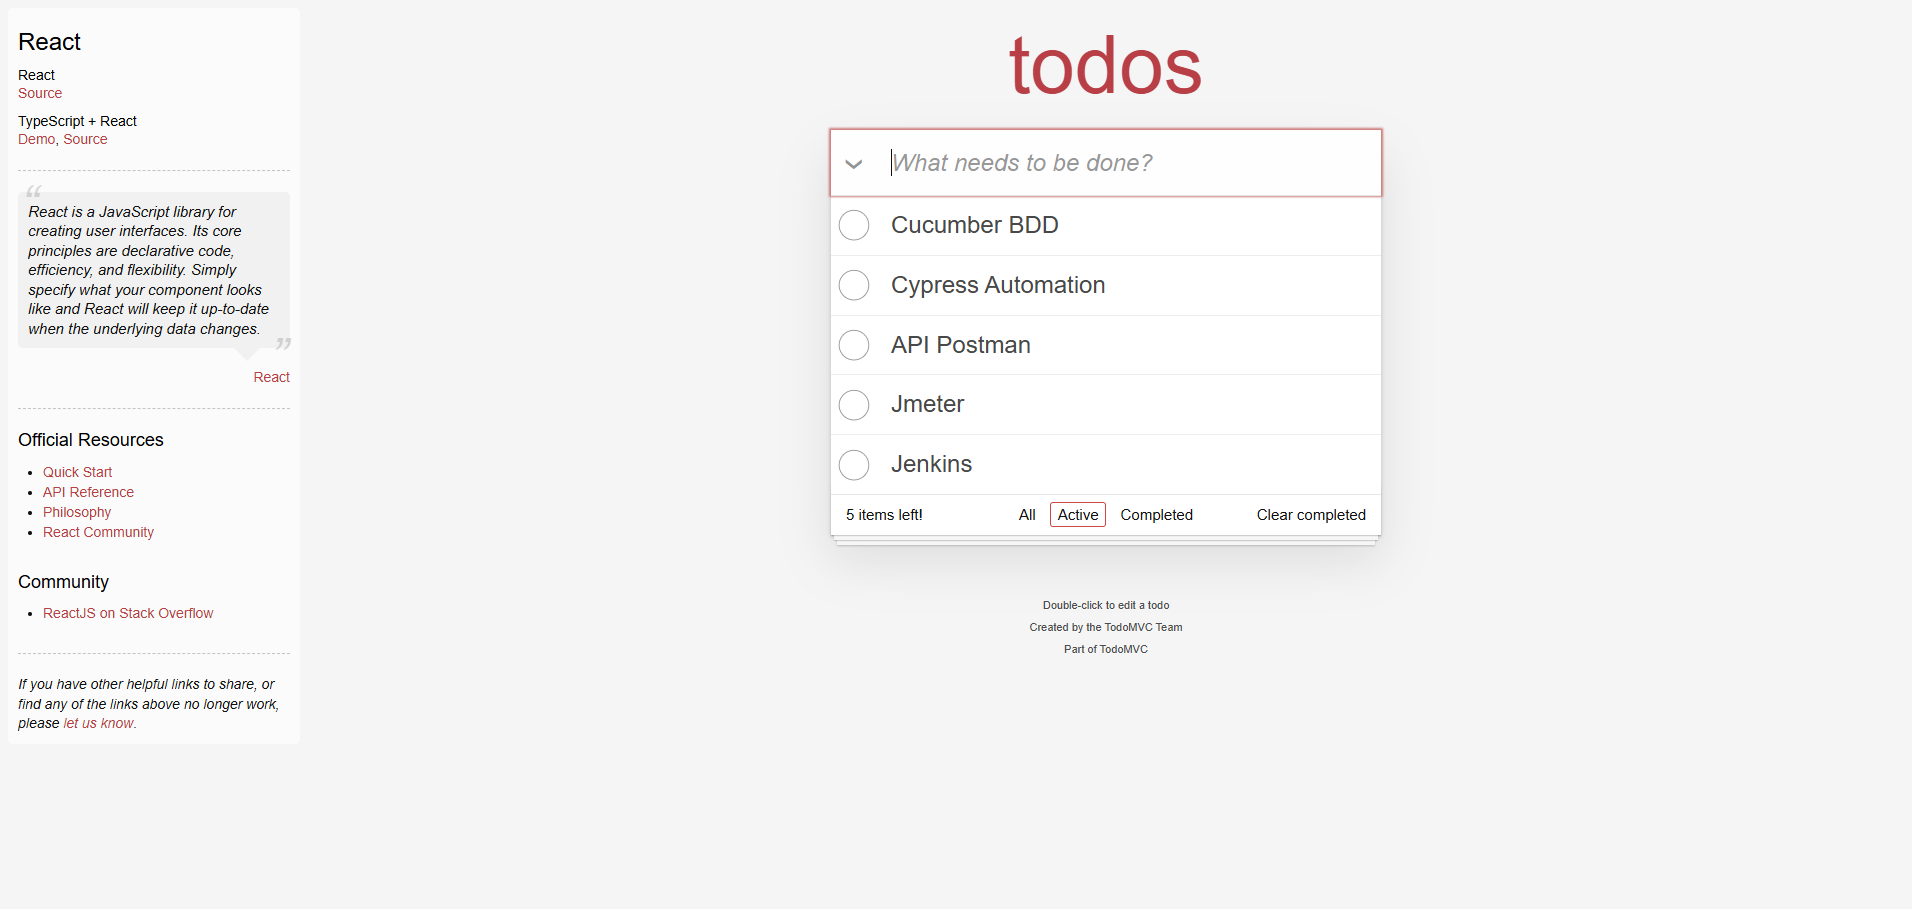 React
React
Source
TypeScript + React
Demo, Source
“
React is a JavaScript library for
creating user interfaces. Its core
principles are declarative code,
efficiency, and flexibility. Simply
specify what your component looks
like and React will keep it up-to-date
when the underlying data changes.
”
React
Official Resources
• Quick Start
• API Reference
• Philosophy
• React Community
Community
• ReactJS on Stack Overflow
If you have other helpful links to share, or
find any of the links above no longer work,
please let us know.
todos
What needs to be done?
Cucumber BDD
Cypress Automation
API Postman
Jmeter
Jenkins
5 items left! All Active Completed Clear completed
Double-click to edit a todo
Created by the TodoMVC Team
Part of TodoMVC